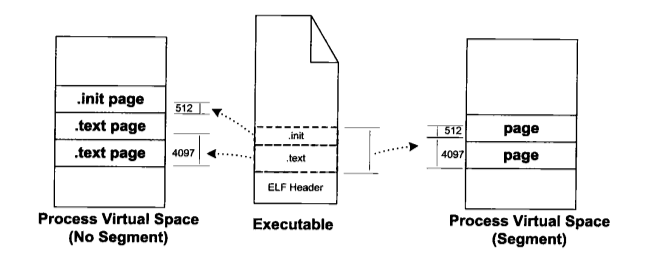 .init page
512
.text page
.text page
4097
Process Virtual Space
(No Segment)
.init
.text
ELF Header
Executable
512
page
4097
page
Process Virtual Space
(Segment)